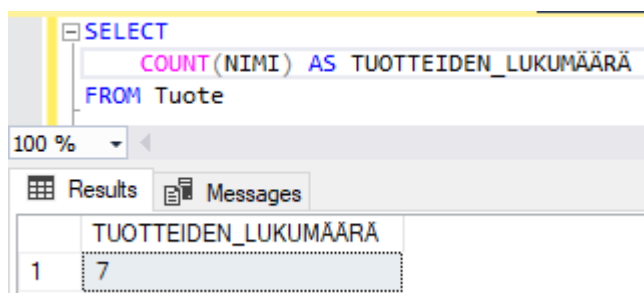 SELECT
COUNT(NIMI) AS TUOTTEIDEN_LUKUMÄÄRÄ
FROM Tuote
100 %
Results Messages
TUOTTEIDEN_LUKUMÄÄRÄ
1 7